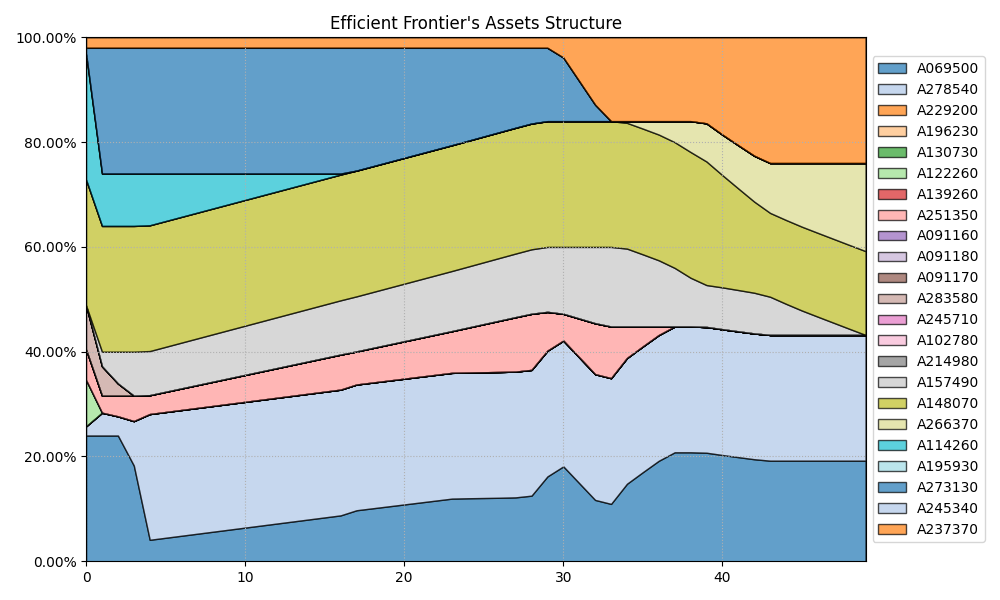 Efficient Frontier's Assets Structure
100.00%
80.00%
60.00%
40.00%
20.00%
0.00%
0
10
20
30
40
A069500
A278540
A229200
A196230
A130730
A122260
A139260
A251350
A091160
A091180
A091170
A283580
A245710
A102780
A214980
A157490
A148070
A266370
A114260
A195930
A273130
A245340
A237370